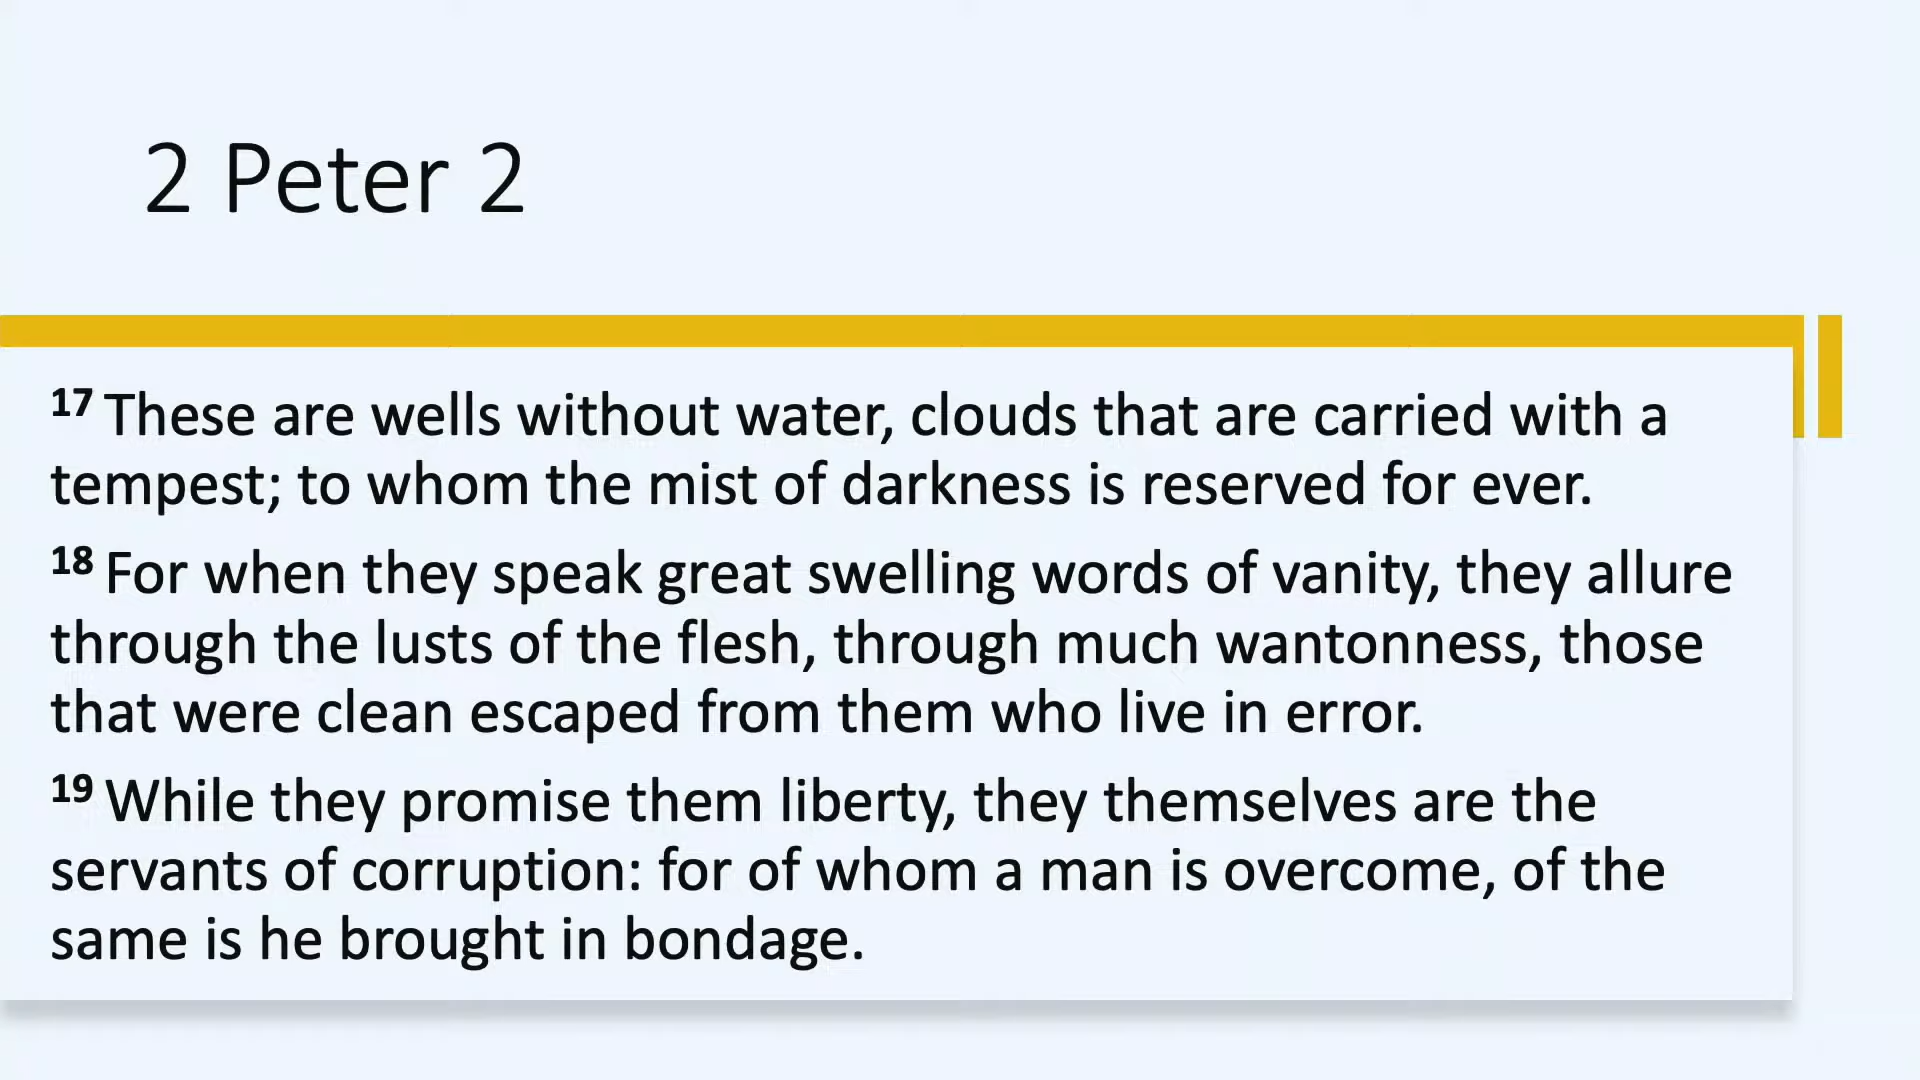 2 Peter 2
17 These are wells without water, clouds that are carried with a
tempest; to whom the mist of darkness is reserved for ever.
18 For when they speak great swelling words of vanity, they allure
through the lusts of the flesh, through much wantonness, those
that were clean escaped from them who live in error.
19 While they promise them liberty, they themselves are the
servants of corruption: for of whom a man is overcome, of the
same is he brought in bondage.